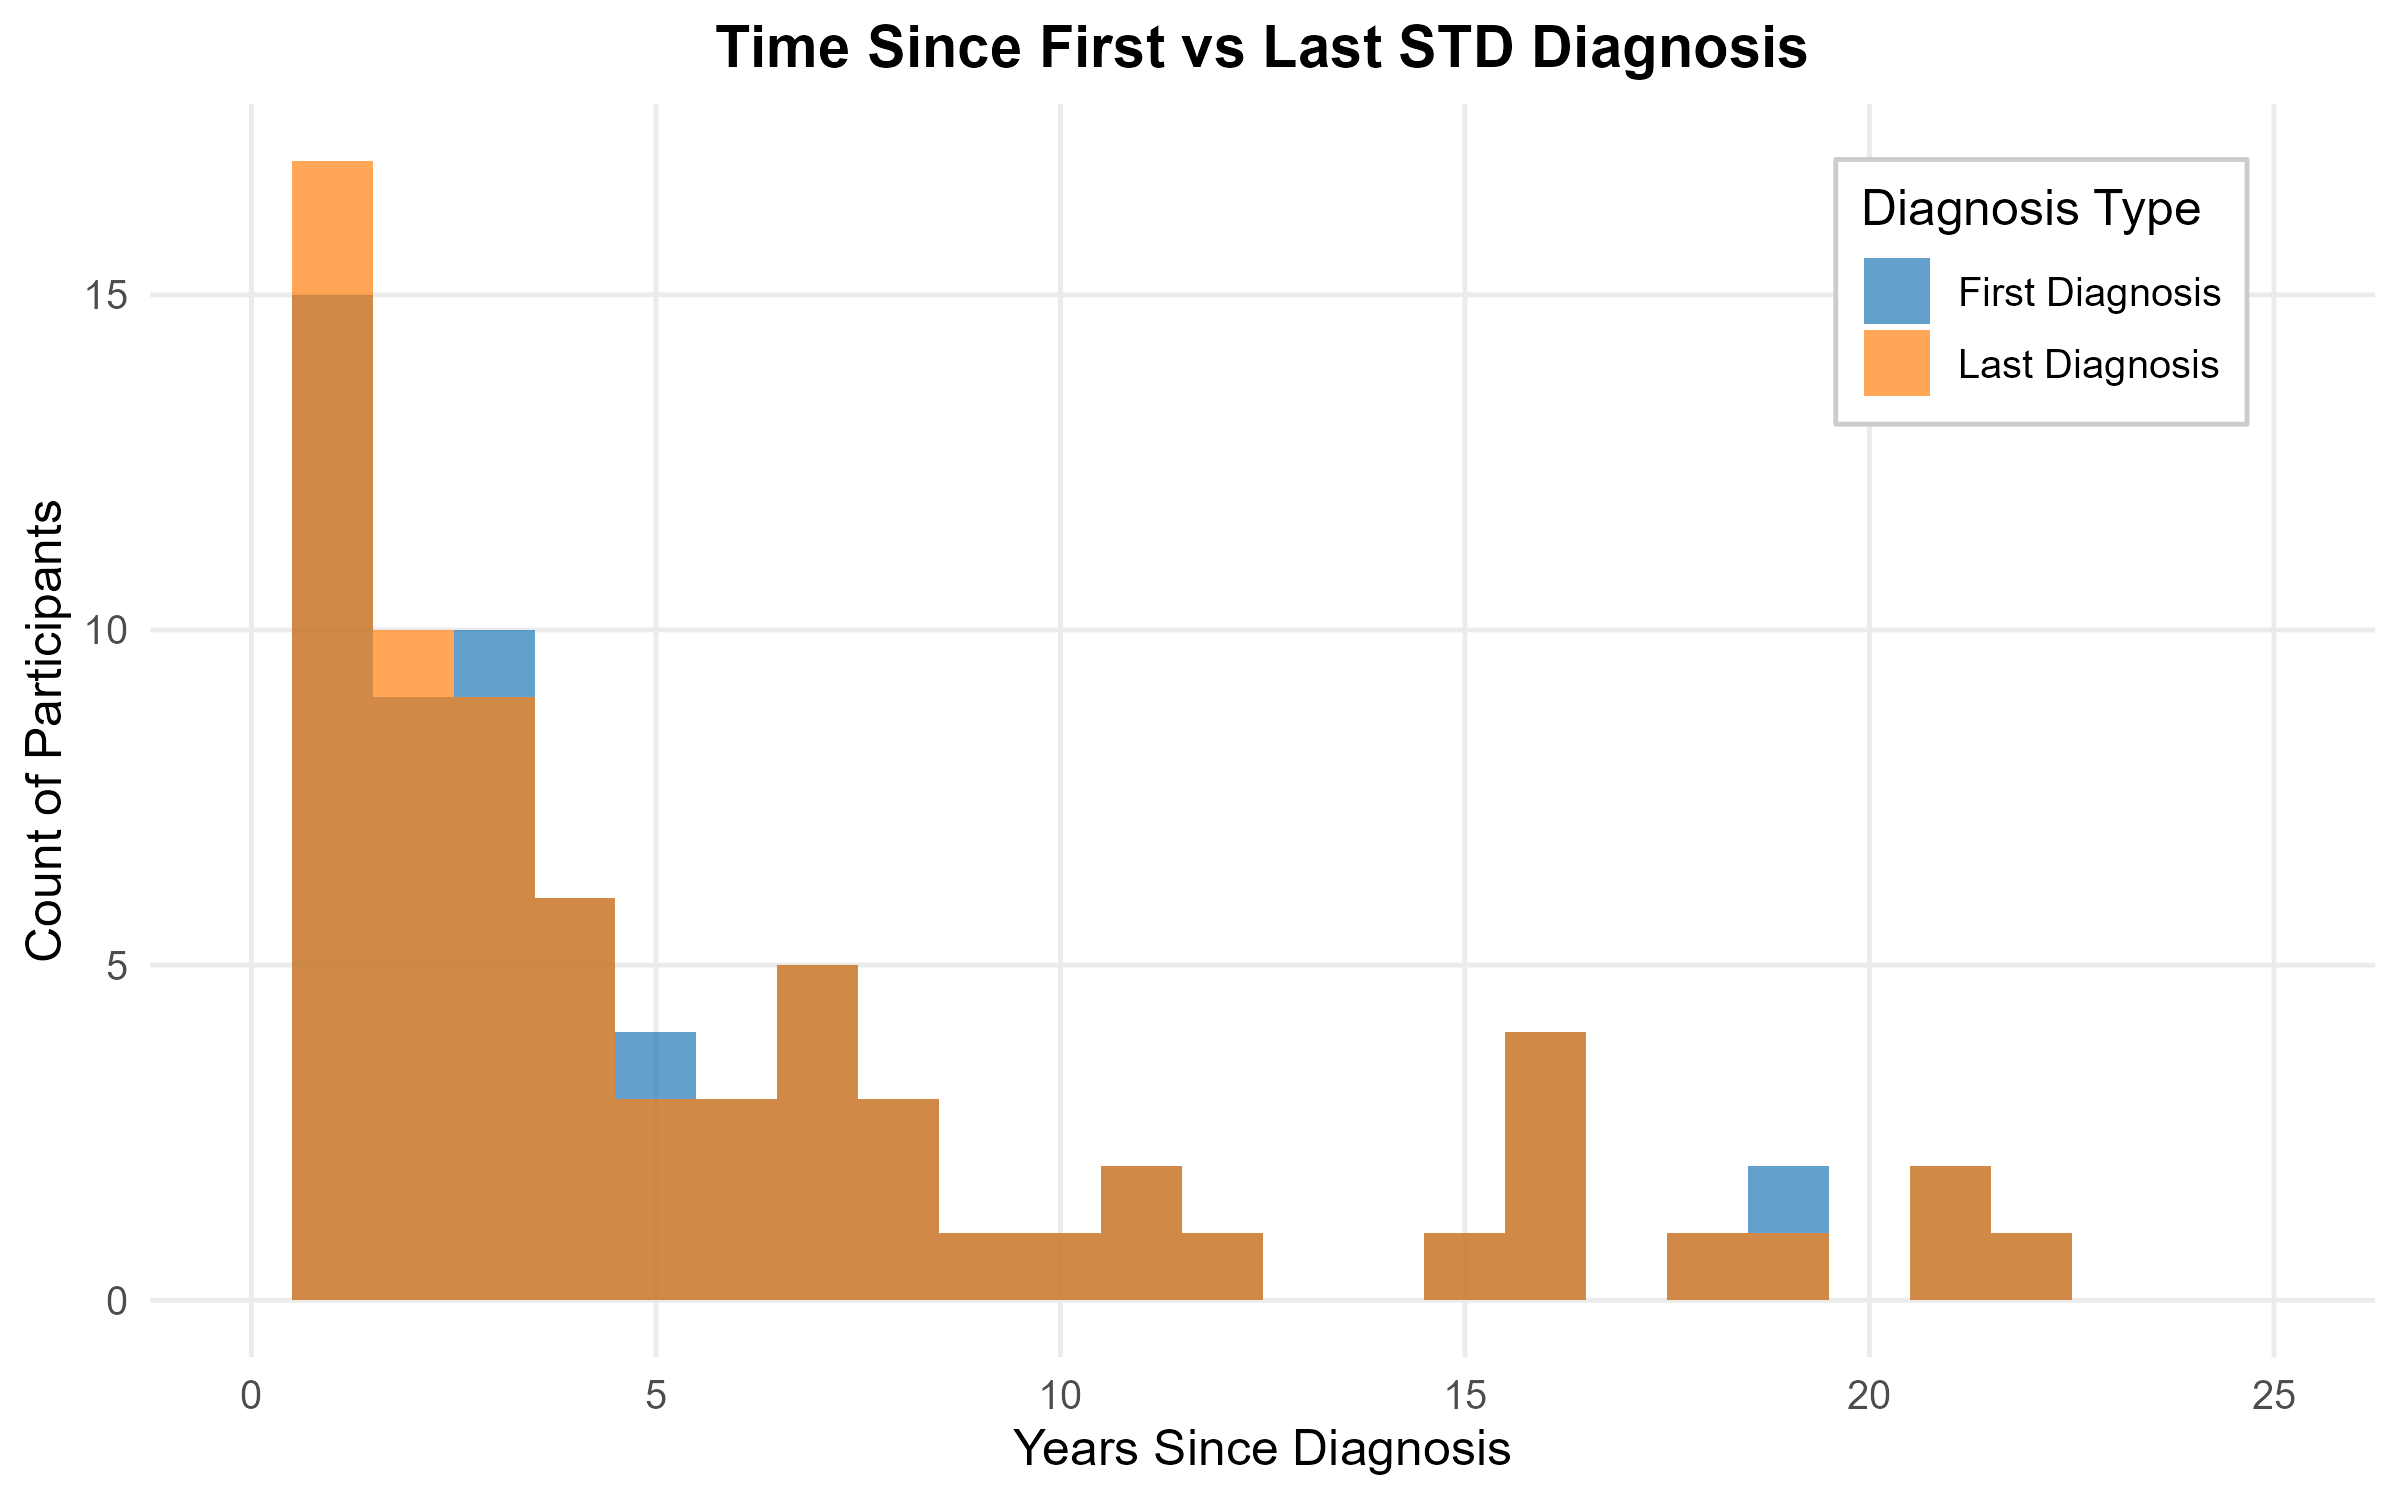 Time Since First vs Last STD Diagnosis
Diagnosis Type
First Diagnosis
Last Diagnosis
Count of Participants
15
10
5
0
0 5 10 15 20 25
Years Since Diagnosis